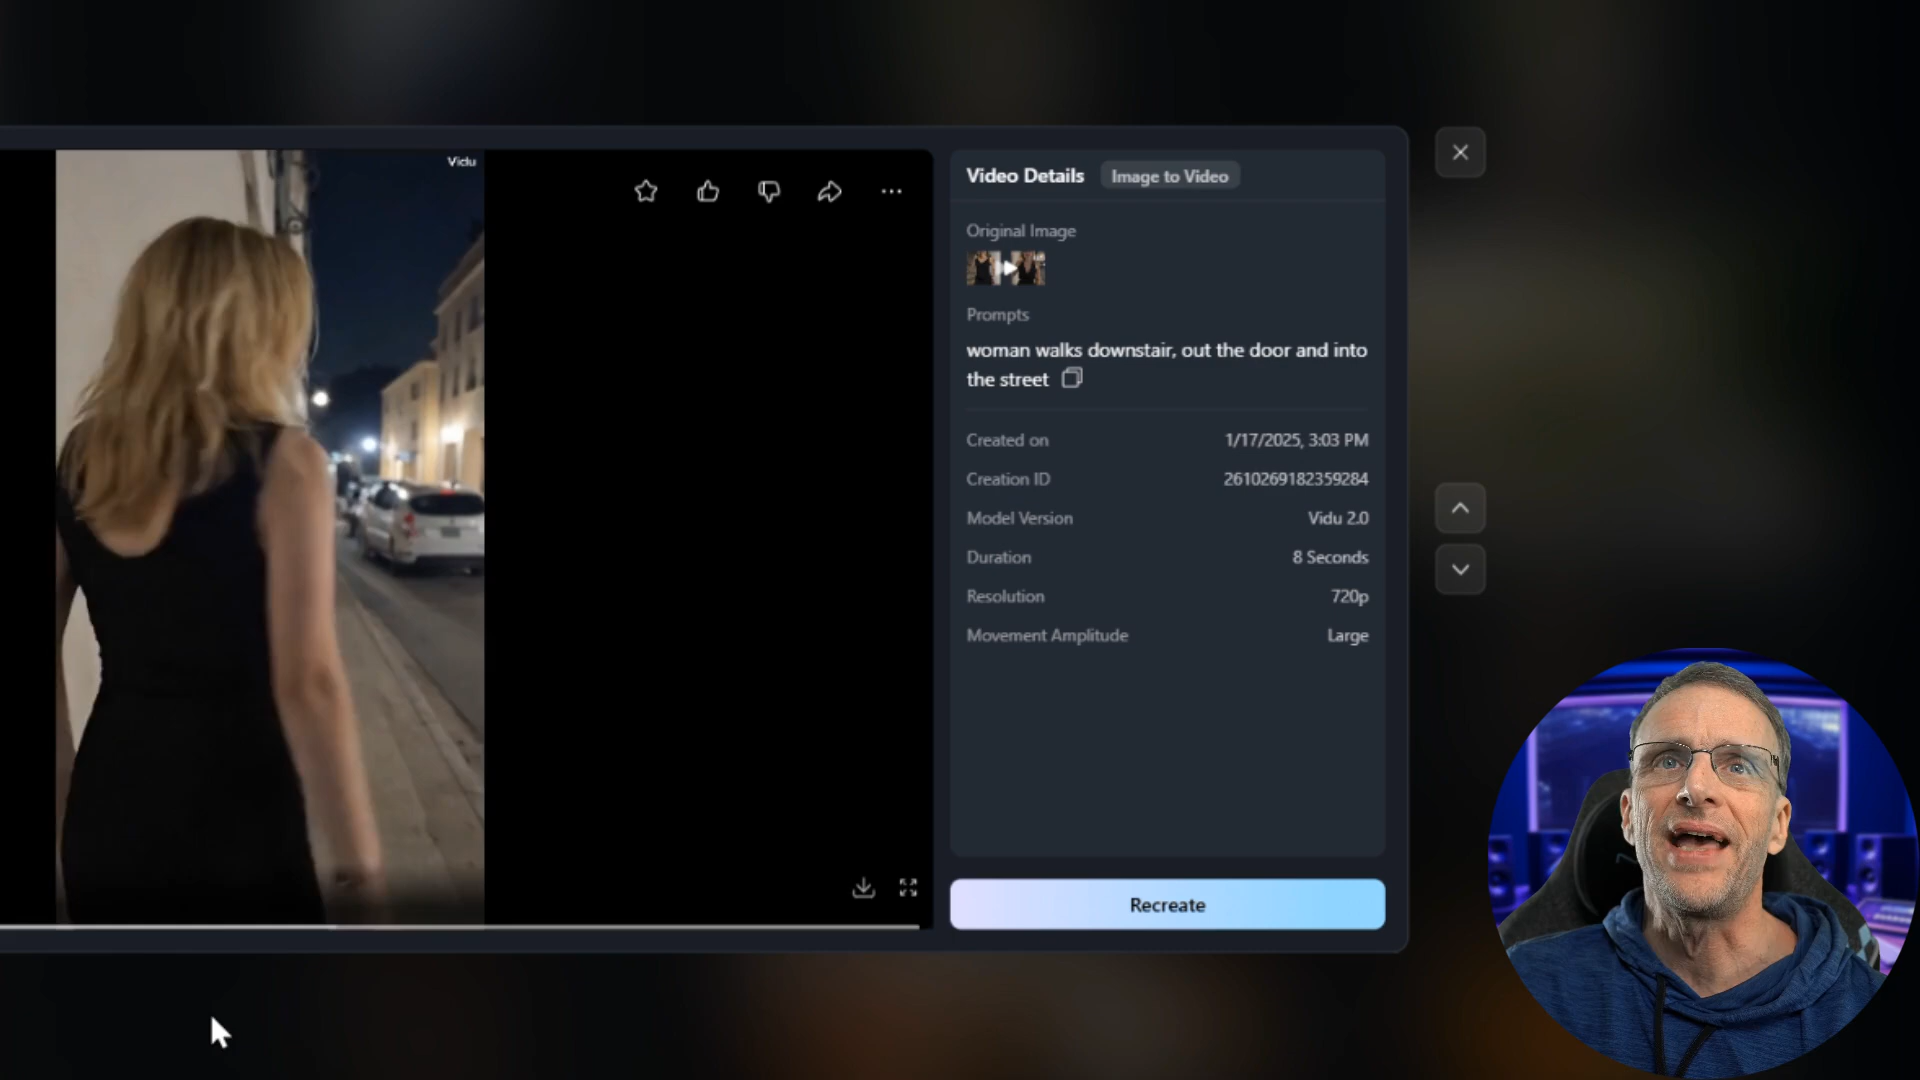 Vidu
Video Details
Image to Video
Original Image
Prompts
woman walks downstair, out the door and into
the street
Created on 1/17/2025, 3:03 PM
Creation ID 2610269182359284
Model Version Vidu 2.0
Duration 8 Seconds
Resolution 720p
Movement Amplitude Large
Recreate